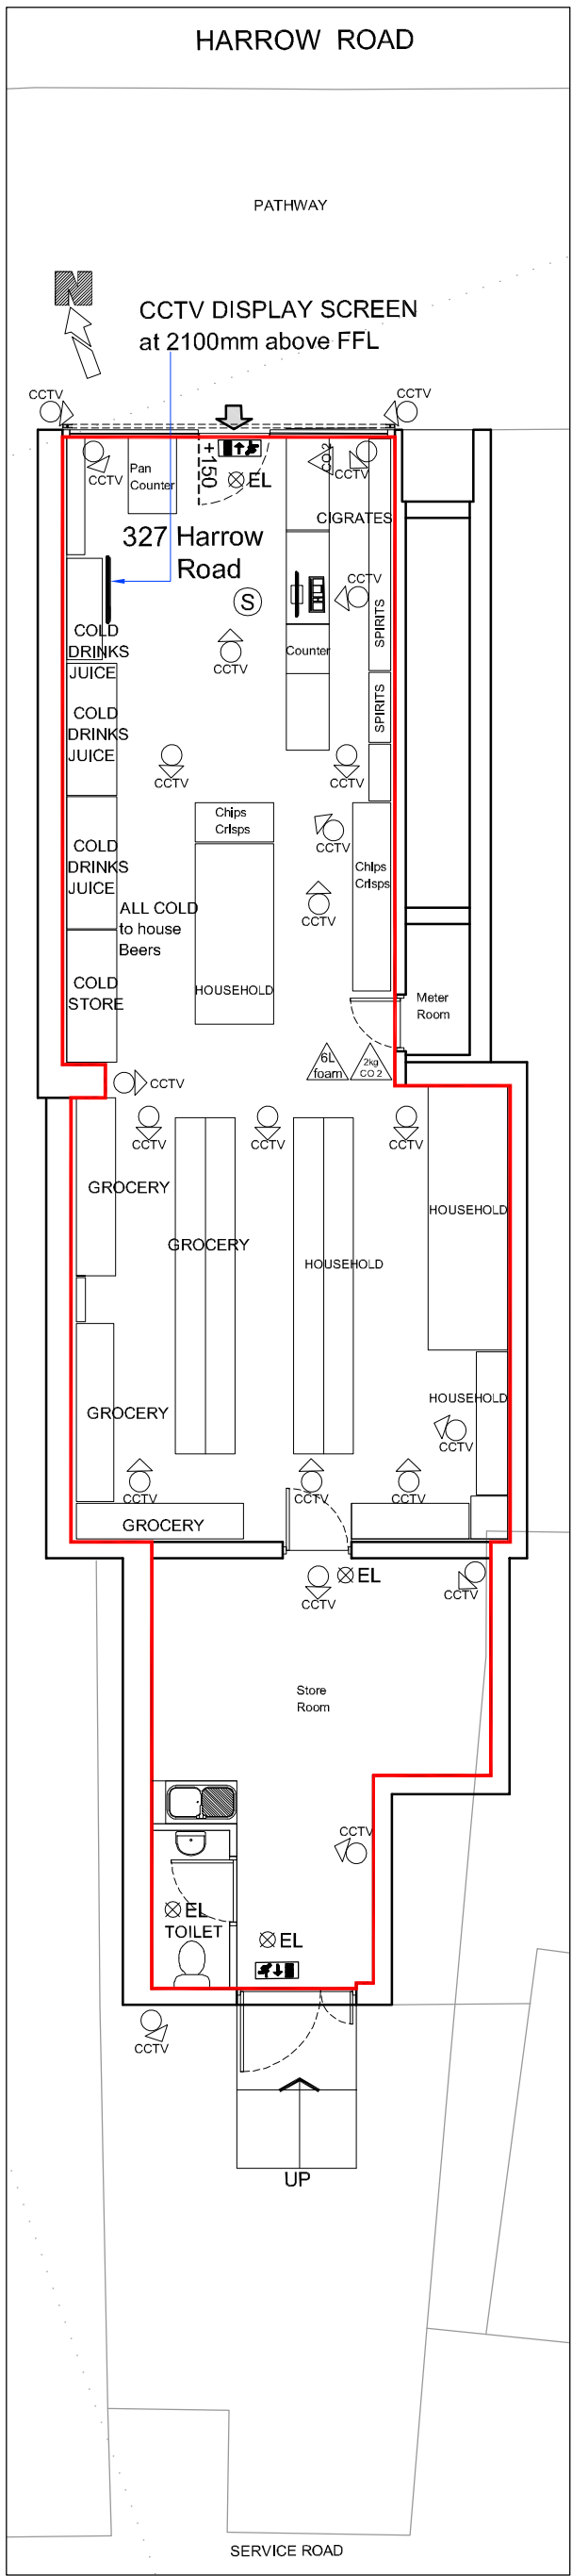 HARROW ROAD
PATHWAY
N
CCTV DISPLAY SCREEN
at 2100mm above FFL
CCTV
CCTV
CCTV
Pan
Counter
+150
EL
CO 2
CCTV
CIGRATES
327 Harrow
Road
S
CCTV
SPIRITS
COLD
DRINKS
JUICE
CCTV
Counter
SPIRITS
COLD
DRINKS
JUICE
CCTV
CCTV
Chips
Crisps
CCTV
COLD
DRINKS
JUICE
Chips
Crisps
ALL COLD
to house
Beers
CCTV
COLD
STORE
HOUSEHOLD
Meter
Room
6L
foam
2kg
CO 2
CCTV
CCTV
CCTV
CCTV
GROCERY
HOUSEHOLD
GROCERY
HOUSEHOLD
GROCERY
HOUSEHOLD
CCTV
CCTV
CCTV
CCTV
GROCERY
EL
CCTV
CCTV
Store
Room
CCTV
EL
TOILET
EL
CCTV
UP
SERVICE ROAD